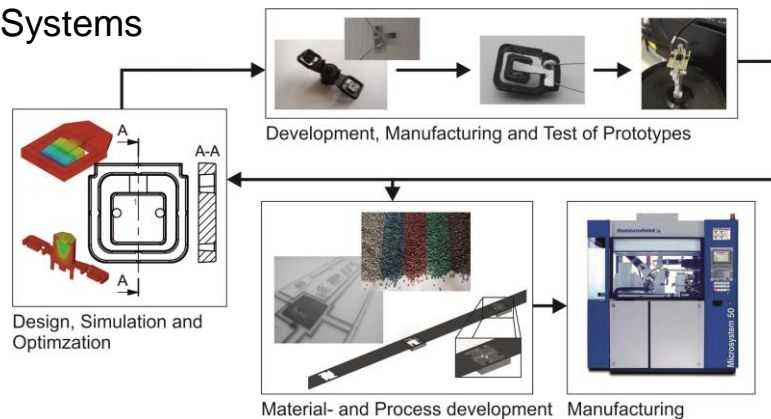 Systems
Development, Manufacturing and Test of Prototypes
A
A-A
1
A
Design, Simulation and
Optimzation
Battenfeld
Microsystem 50
Material- and Process development
Manufacturing